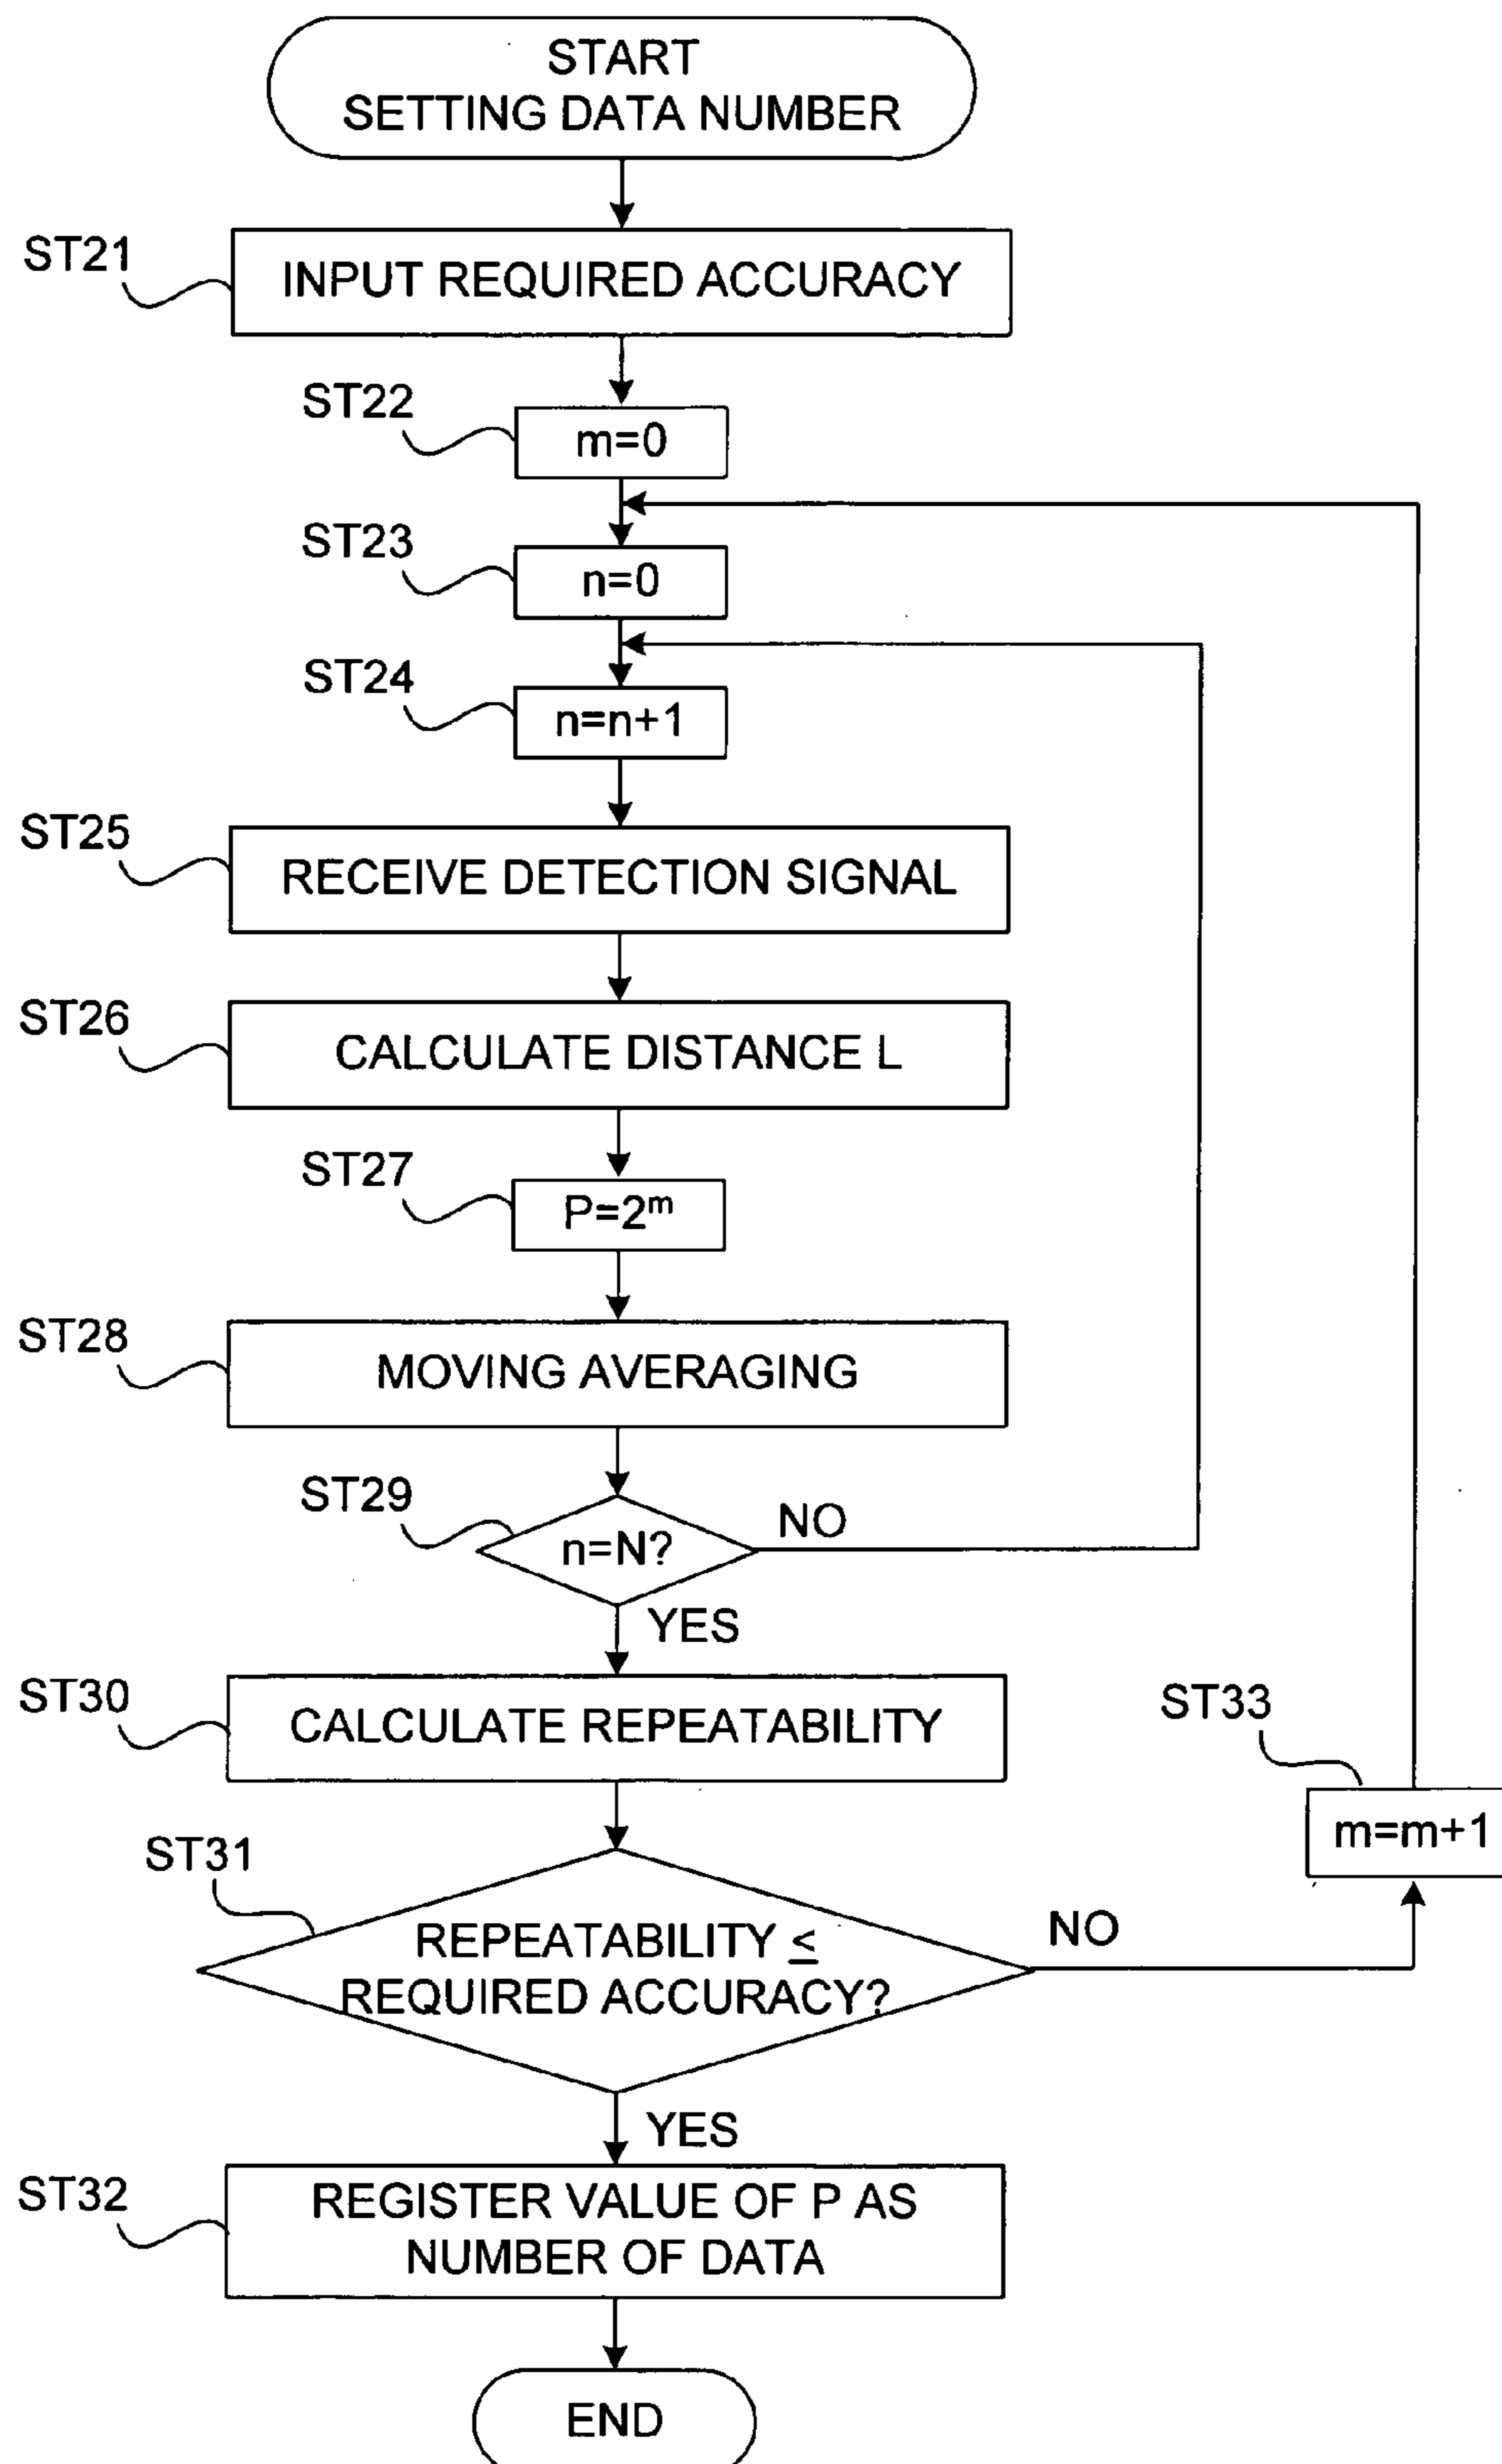 START
SETTING DATA NUMBER
ST21
INPUT REQUIRED ACCURACY
ST22
m=0
ST23
n=0
ST24
n=n+1
ST25
RECEIVE DETECTION SIGNAL
ST26
CALCULATE DISTANCE L
ST27
P=2ᵐ
ST28
MOVING AVERAGING
ST29
n=N?
NO
YES
ST30
CALCULATE REPEATABILITY
ST33
m=m+1
ST31
REPEATABILITY ≤
REQUIRED ACCURACY?
NO
YES
ST32
REGISTER VALUE OF P AS
NUMBER OF DATA
END